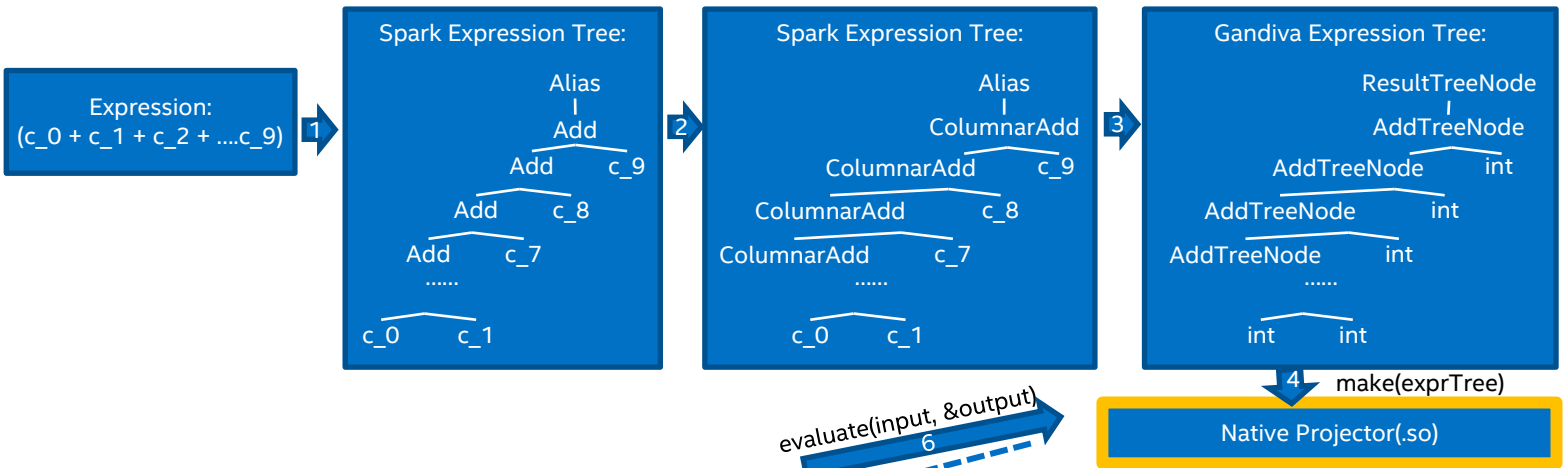 Expression:
(c_0 + c_1 + c_2 + ....c_9)
1
Spark Expression Tree:
Alias
Add
Add c_9
Add c_8
Add c_7
......
c_0 c_1
2
Spark Expression Tree:
Alias
ColumnarAdd
ColumnarAdd c_9
ColumnarAdd c_8
ColumnarAdd c_7
......
c_0 c_1
3
Gandiva Expression Tree:
ResultTreeNode
AddTreeNode
AddTreeNode int
AddTreeNode int
AddTreeNode int
......
int int
4 make(exprTree)
Native Projector(.so)
evaluate(input, &output)
6